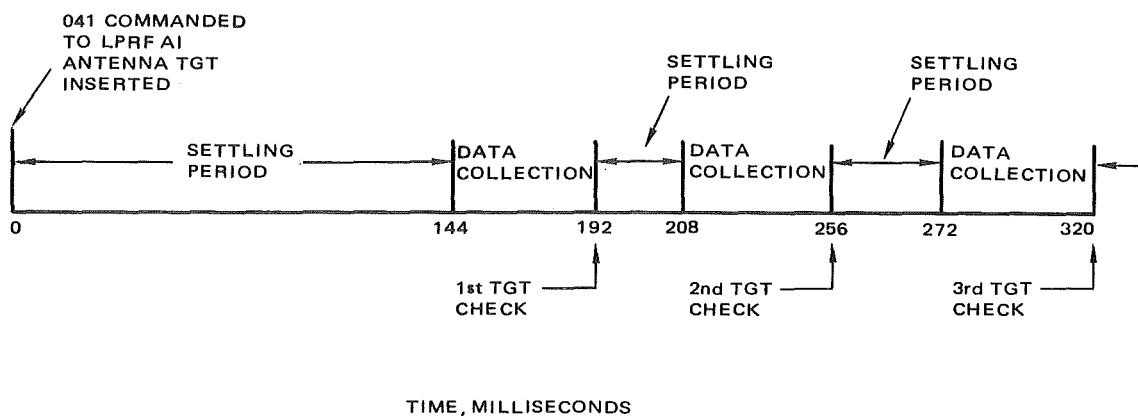 041 COMMANDED
TO LPRF AI
ANTENNA TGT
INSERTED
SETTLING
PERIOD
SETTLING
PERIOD
SETTLING
PERIOD
DATA
COLLECTION
DATA
COLLECTION
DATA
COLLECTION
0
144
192
208
256
272
320
1st TGT
CHECK
2nd TGT
CHECK
3rd TGT
CHECK
TIME, MILLISECONDS